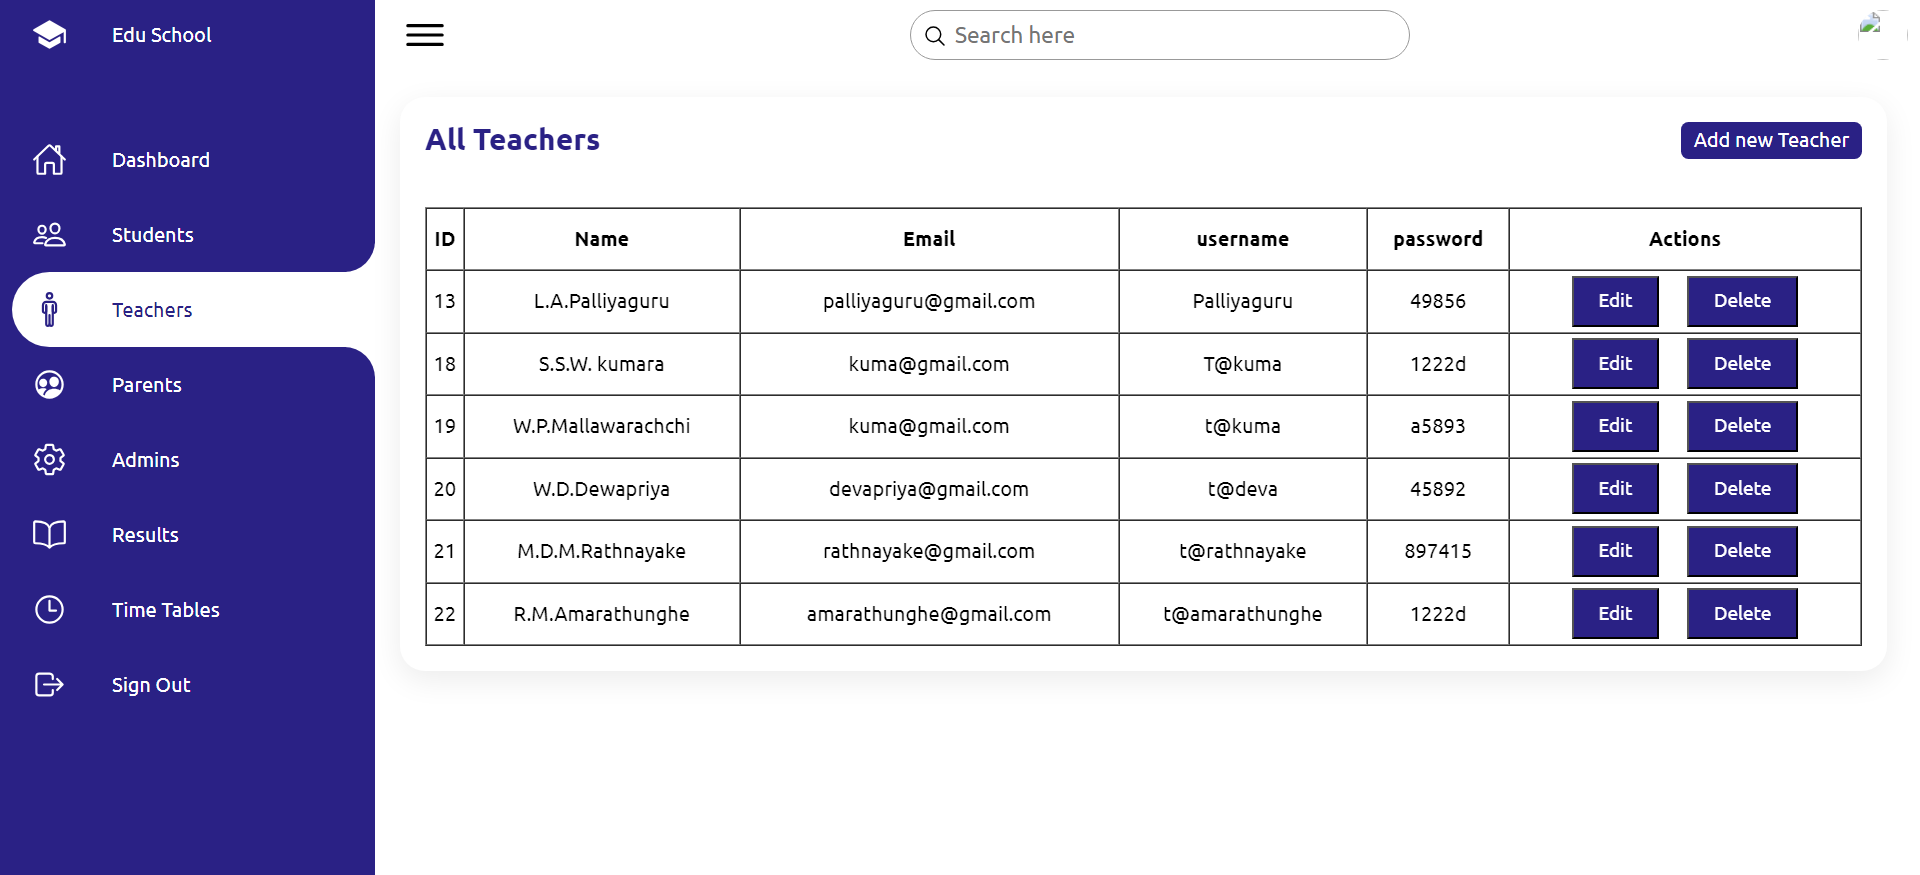 Edu School
Search here
Dashboard
Students
Teachers
Parents
Admins
Results
Time Tables
Sign Out
All Teachers
Add new Teacher
ID Name Email username password Actions
13 L.A.Palliyaguru palliyaguru@gmail.com Palliyaguru 49856 Edit Delete
18 S.S.W. kumara kuma@gmail.com T@kuma 1222d Edit Delete
19 W.P.Mallawarachchi kuma@gmail.com t@kuma a5893 Edit Delete
20 W.D.Dewapriya devapriya@gmail.com t@deva 45892 Edit Delete
21 M.D.M.Rathnayake rathnayake@gmail.com t@rathnayake 897415 Edit Delete
22 R.M.Amarathunghe amarathunghe@gmail.com t@amarathunghe 1222d Edit Delete